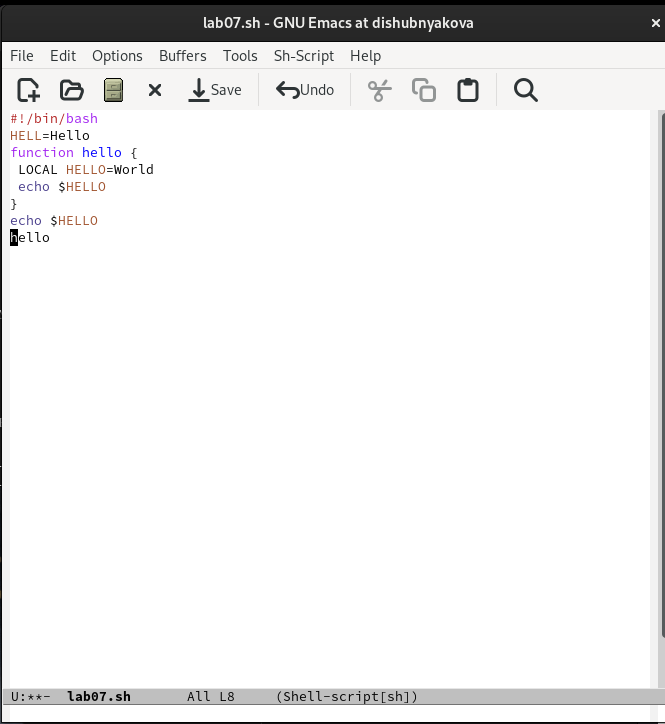 lab07.sh - GNU Emacs at dishubnyakova
File Edit Options Buffers Tools Sh-Script Help
Save Undo
#!/bin/bash
HELL=Hello
function hello {
 LOCAL HELLO=World
 echo $HELLO
}
echo $HELLO
hello
U:**- lab07.sh All L8 (Shell-script[sh])